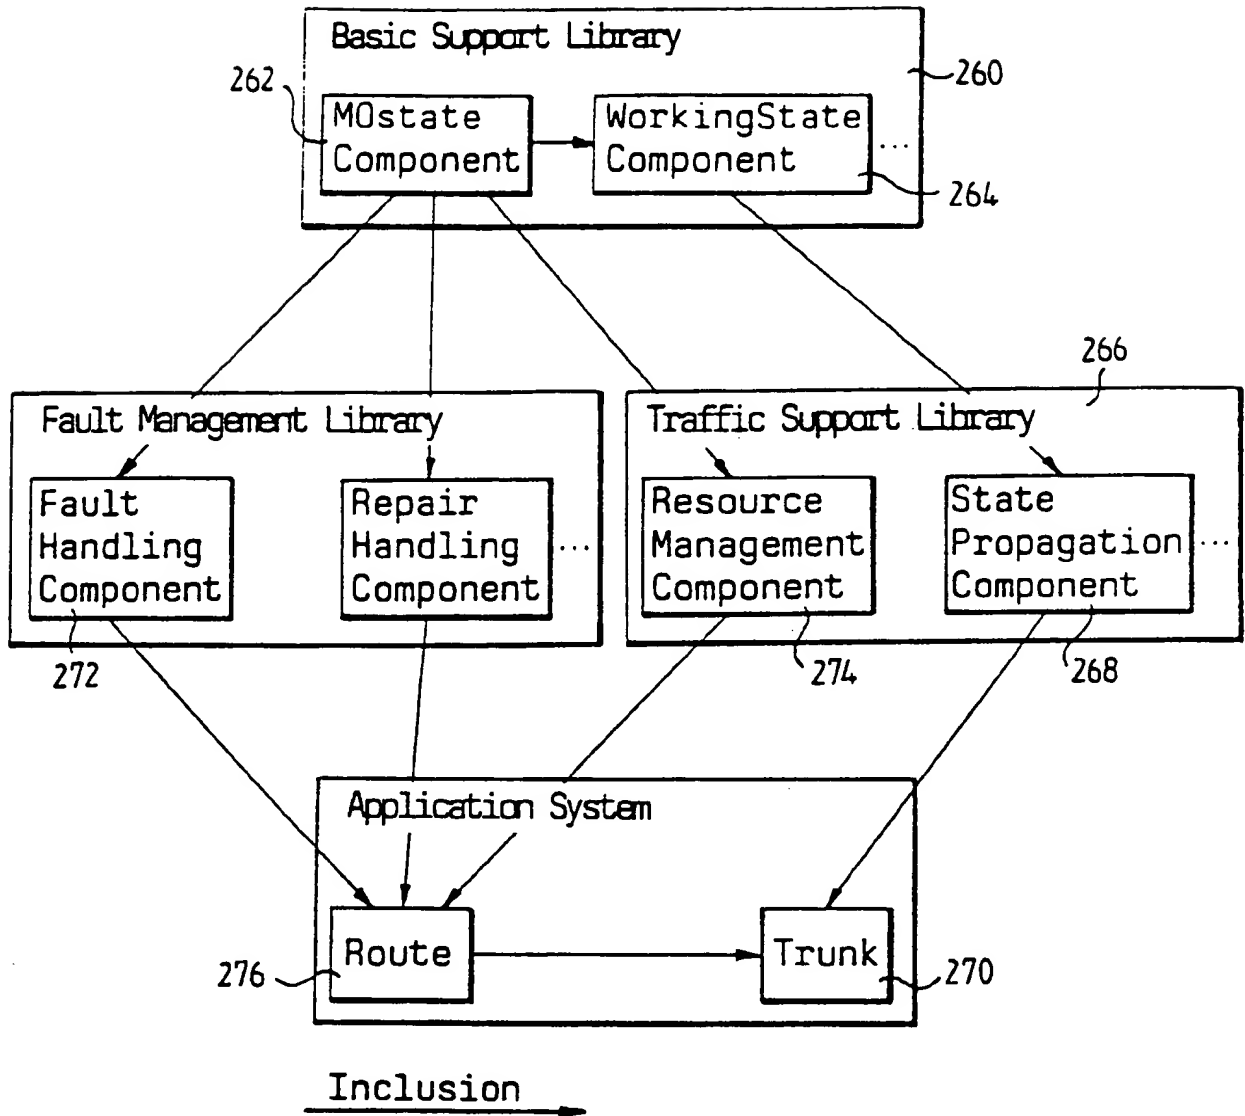 Basic Support Library
260
262
MOstate
Component
WorkingState
Component
...
264
266
Fault Management Library
Traffic Support Library
Fault
Handling
Component
Repair
Handling
Component
...
Resource
Management
Component
State
Propagation
Component
...
272
274
268
Application System
Route
Trunk
276
270
Inclusion